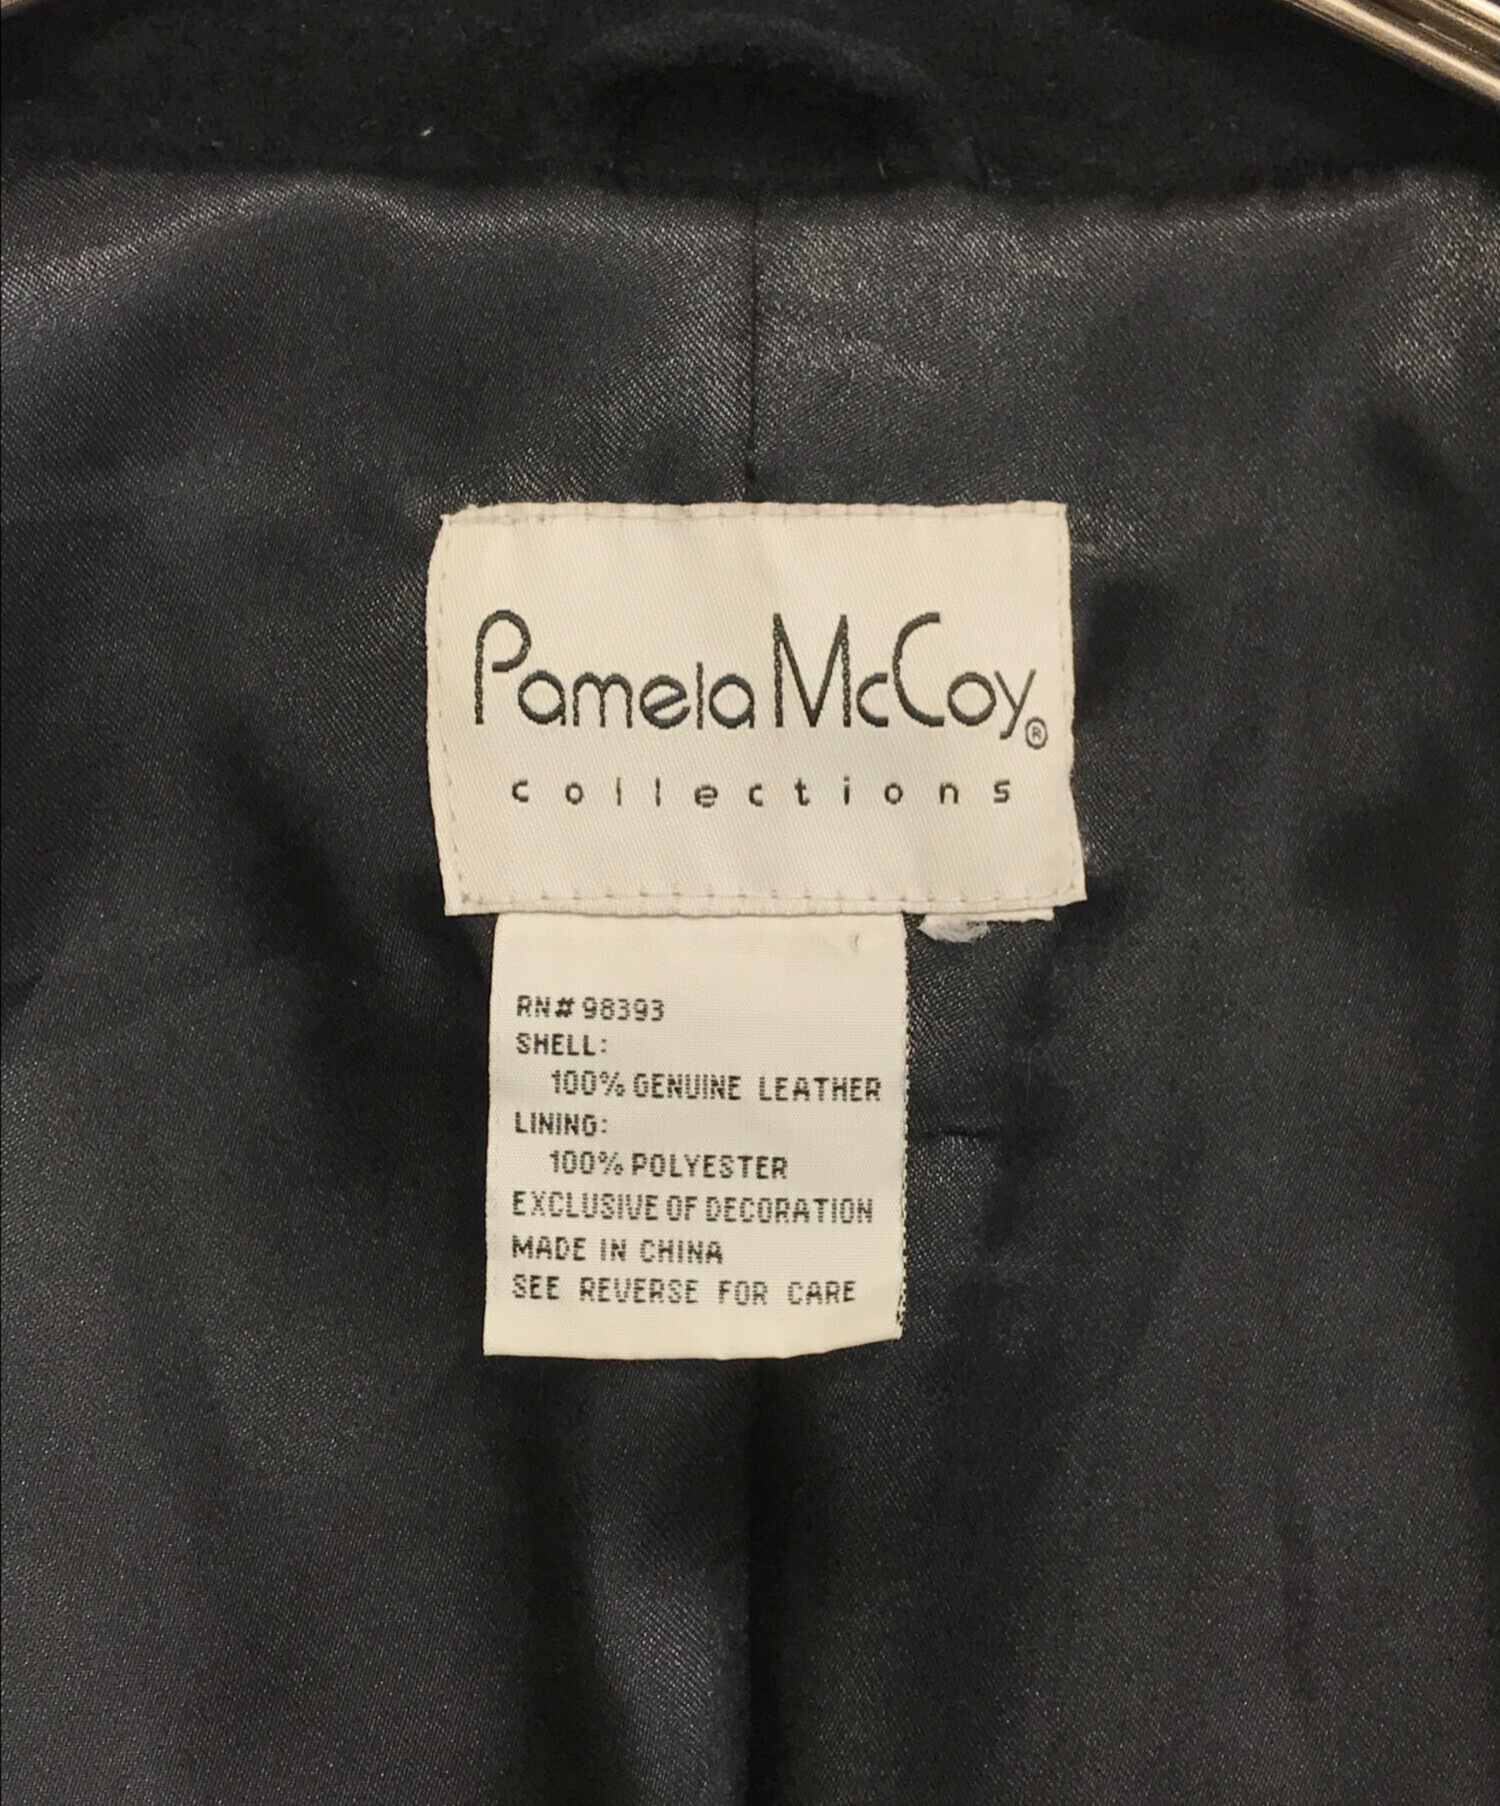 Pamela McCoy®
collections
RN# 98393
SHELL:
100% GENUINE LEATHER
LINING:
100% POLYESTER
EXCLUSIVE OF DECORATION
MADE IN CHINA
SEE REVERSE FOR CARE